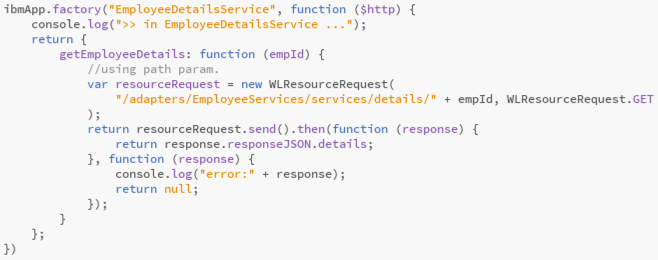 ibmApp.factory("EmployeeDetailsService", function ($http) {
    console.log(">> in EmployeeDetailsService ...");
    return {
        getEmployeeDetails: function (empId) {
            //using path param.
            var resourceRequest = new WLResourceRequest(
                "/adapters/EmployeeServices/services/details/" + empId, WLResourceRequest.GET
            );
            return resourceRequest.send().then(function (response) {
                return response.responseJSON.details;
            }, function (response) {
                console.log("error:" + response);
                return null;
            });
        }
    };
})